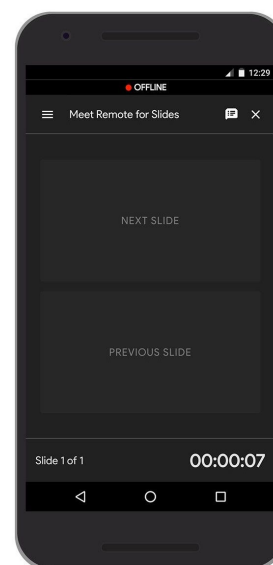 12:29
OFFLINE
Meet Remote for Slides
NEXT SLIDE
PREVIOUS SLIDE
Slide 1 of 1 00:00:07